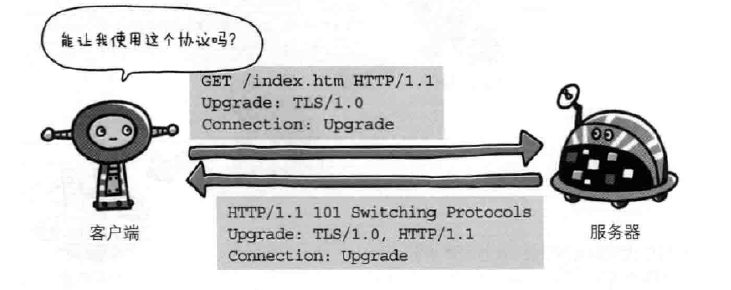 能让我使用这个协议吗?
GET /index.htm HTTP/1.1
Upgrade: TLS/1.0
Connection: Upgrade
HTTP/1.1 101 Switching Protocols
Upgrade: TLS/1.0, HTTP/1.1
Connection: Upgrade
客户端
服务器